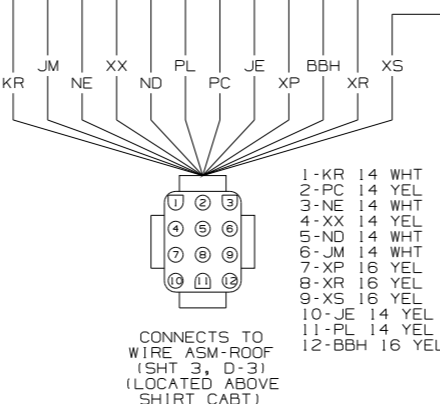 JM XX PL JE BBH XS
KR NE ND PC XP XR
1 2 3
4 5 6
7 8 9
10 11 12
1-KR 14 WHT
2-PC 14 YEL
3-NE 14 WHT
4-XX 14 YEL
5-ND 14 WHT
6-JM 14 WHT
7-XP 16 YEL
8-XR 16 YEL
9-XS 16 YEL
10-JE 14 YEL
11-PL 14 YEL
12-BBH 16 YEL
CONNECTS TO
WIRE ASM-ROOF
(SHT 3, D-3)
(LOCATED ABOVE
SHIRT CABT)